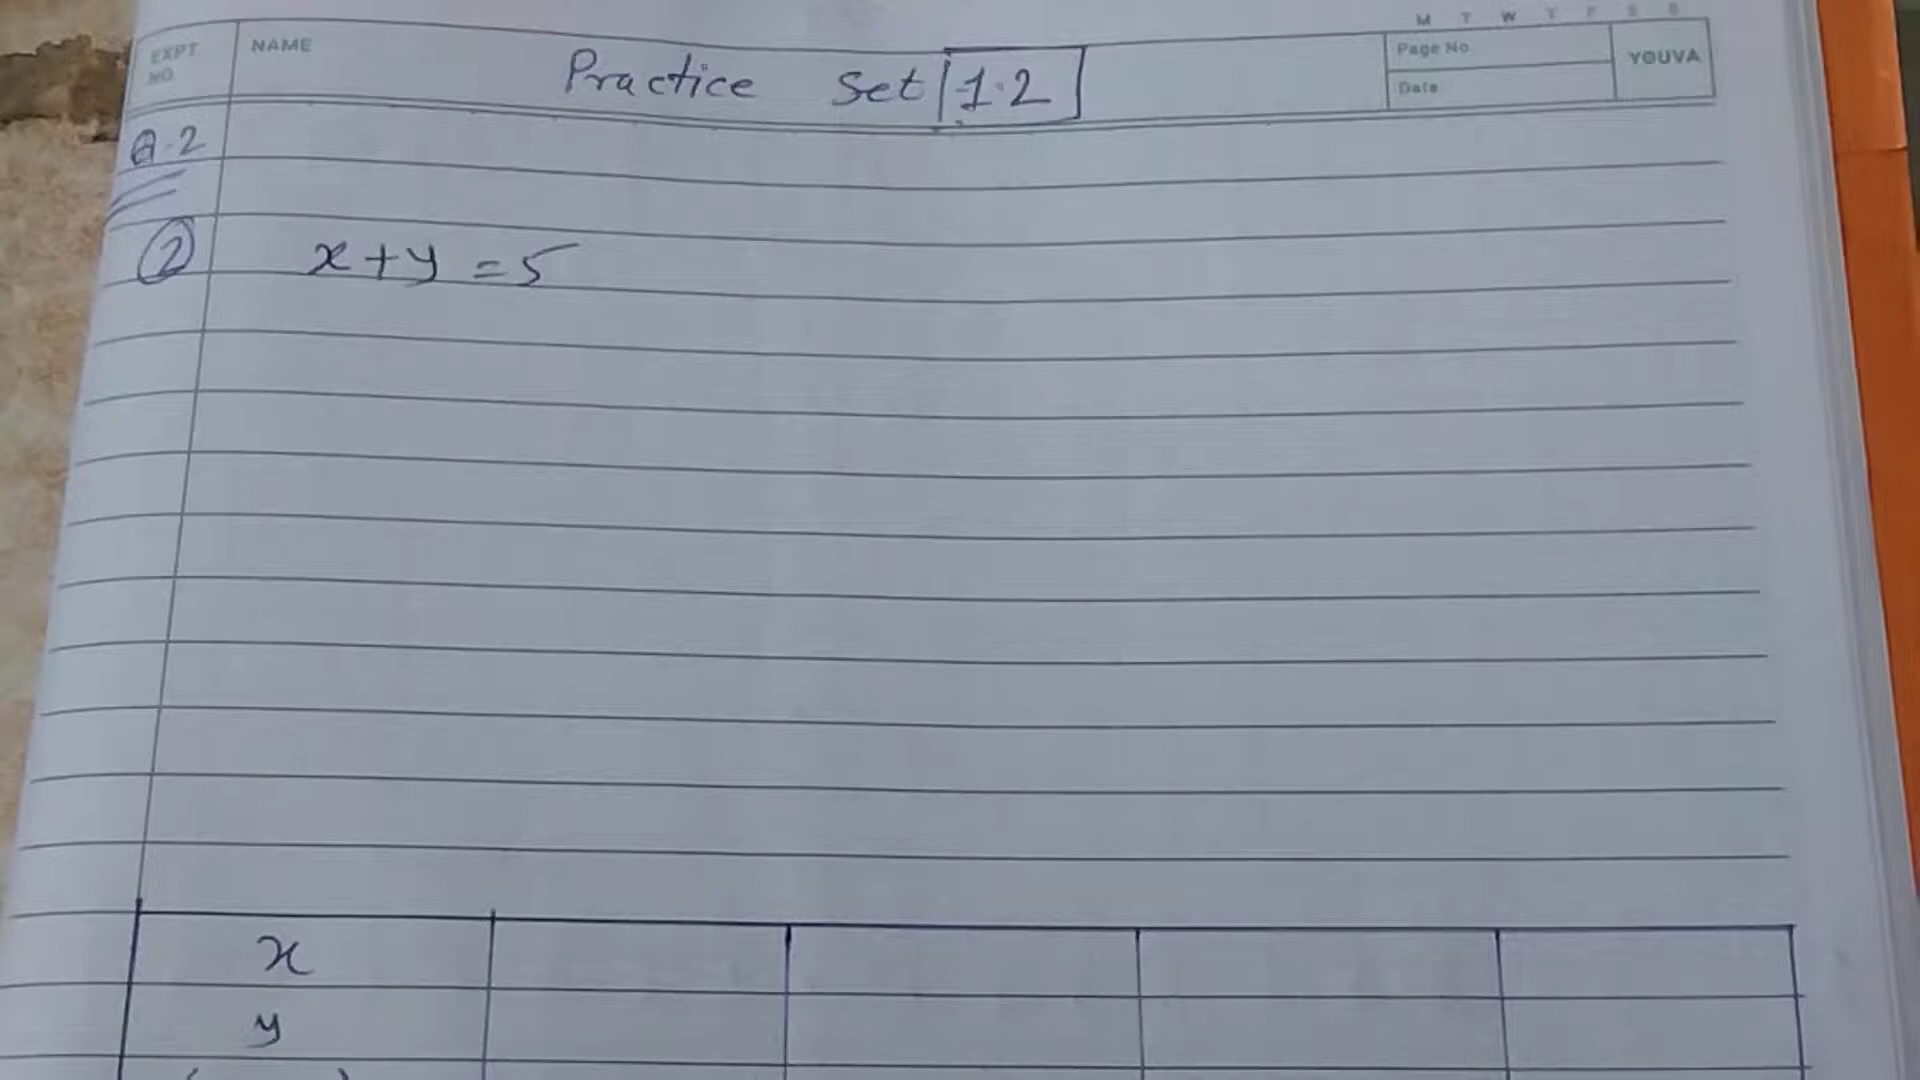 M T W T F S S
EXPT NO. NAME Practice Set 1.2 Page No YOUVA
Date
Q.2
2 x+y=5
x
y